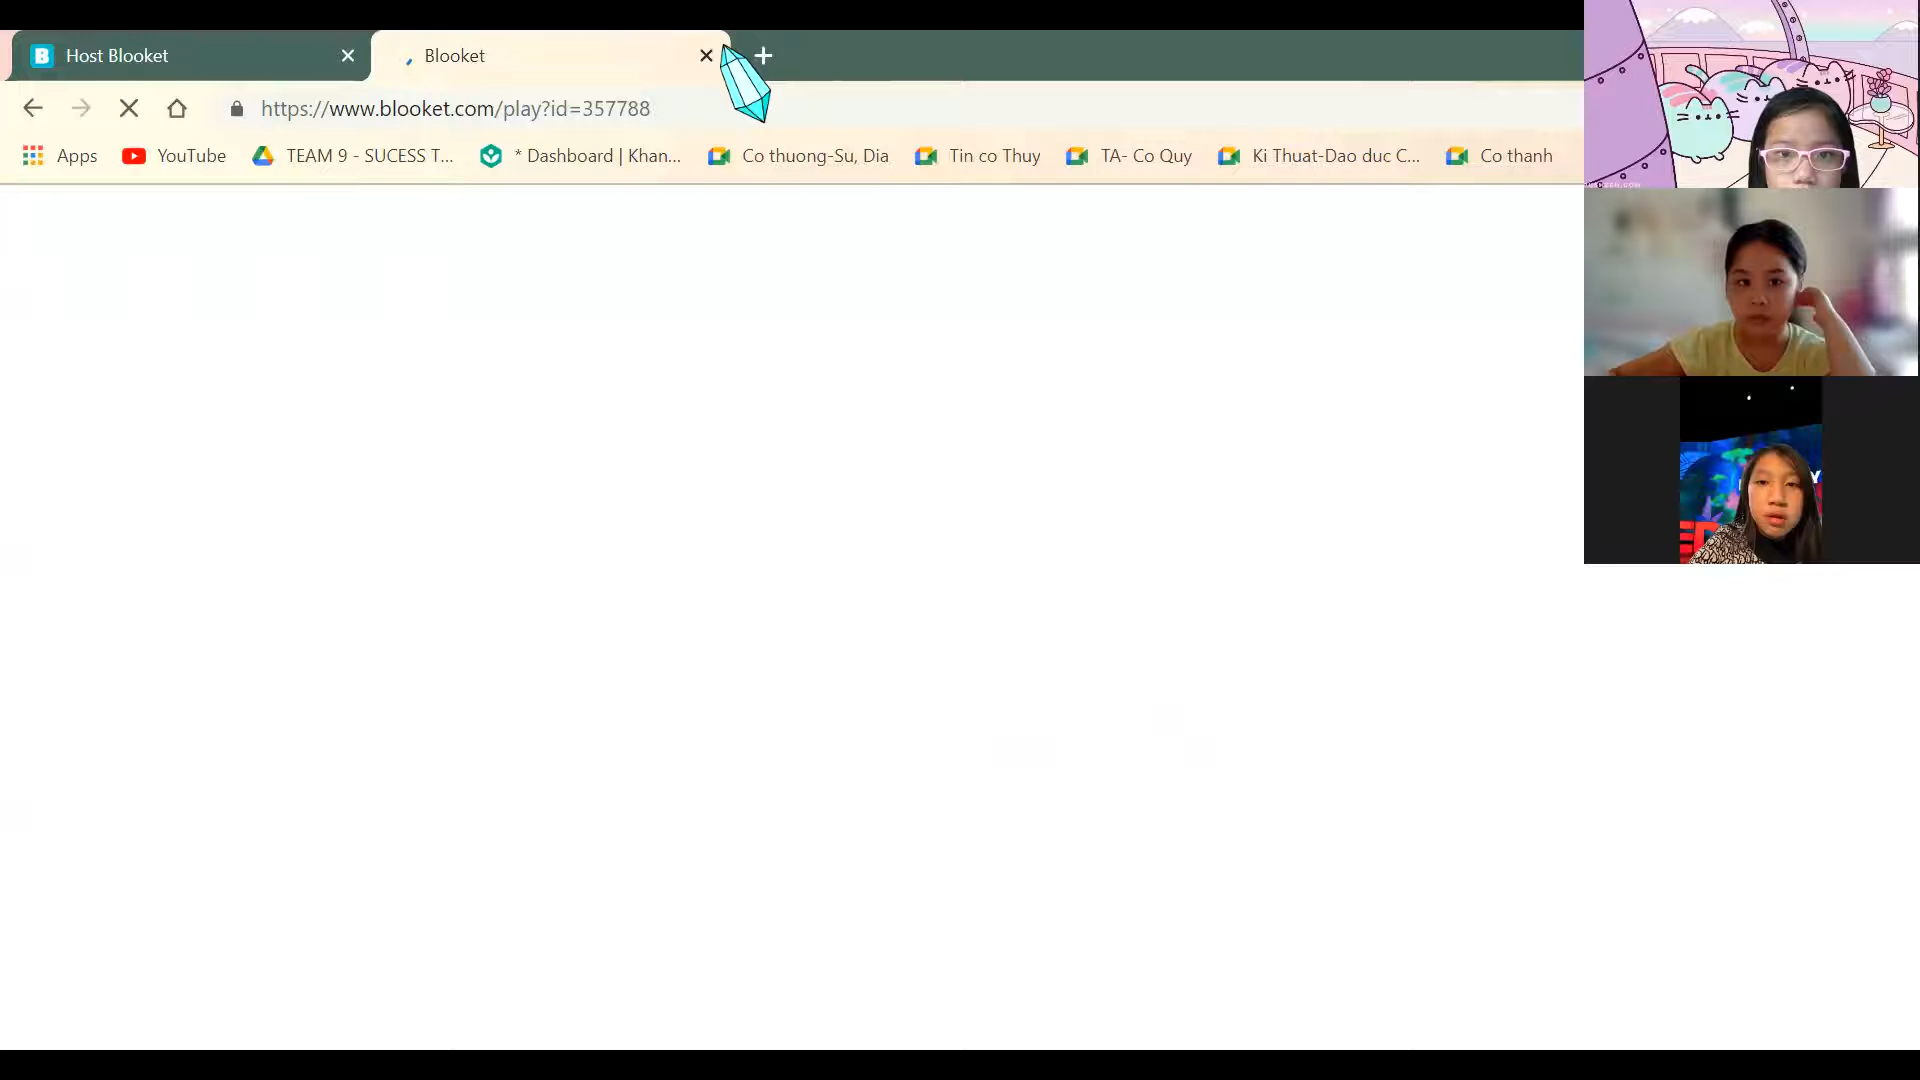 Host Blooket
Blooket
https://www.blooket.com/play?id=357788
Apps
YouTube
TEAM 9 - SUCESS T...
* Dashboard | Khan...
Co thuong-Su, Dia
Tin co Thuy
TA- Co Quy
Ki Thuat-Dao duc C...
Co thanh